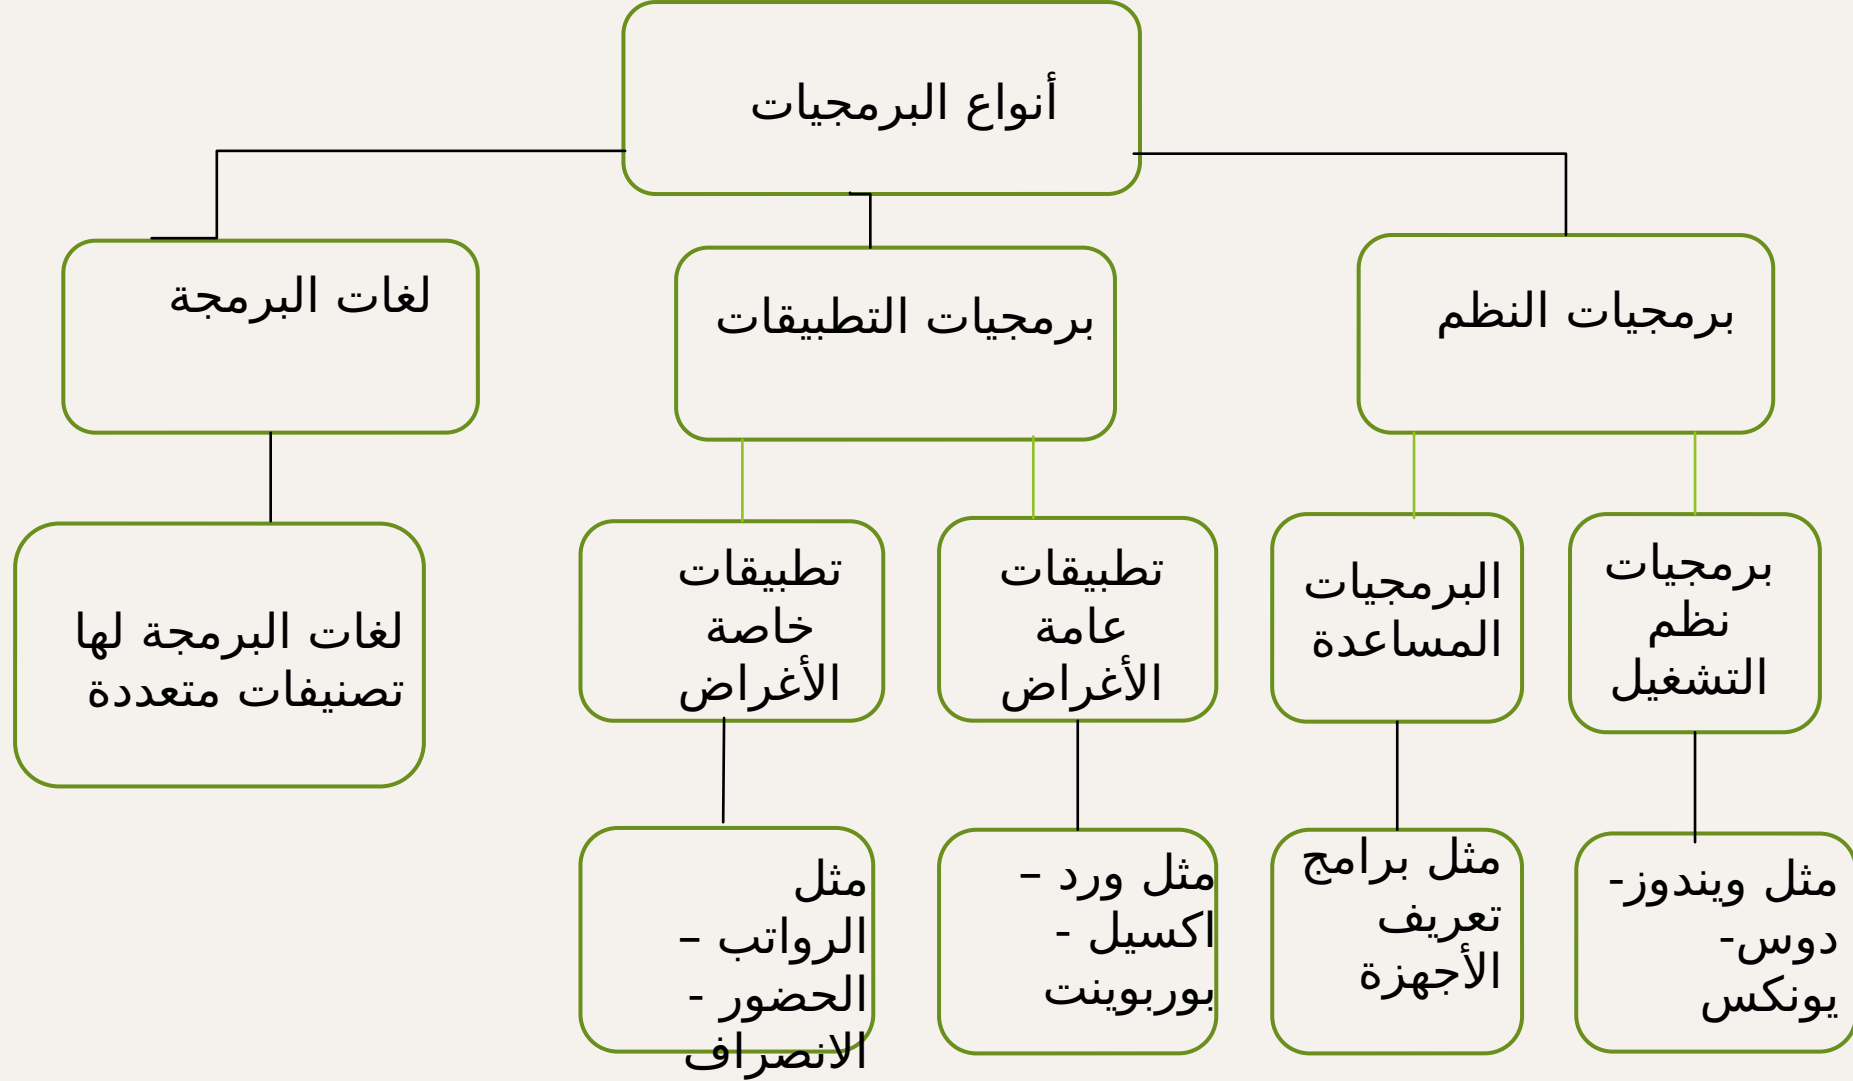 أنواع البرمجيات
برمجيات النظم
برمجيات التطبيقات
لغات البرمجة
برمجيات
نظم
التشغيل
البرمجيات
المساعدة
تطبيقات
عامة
الأغراض
تطبيقات
خاصة
الأغراض
لغات البرمجة لها
تصنيفات متعددة
مثل ويندوز-
دوس-
يونكس
مثل برامج
تعريف
الأجهزة
مثل ورد –
اكسيل -
بوربوينت
مثل
الرواتب –
الحضور -
الانصراف